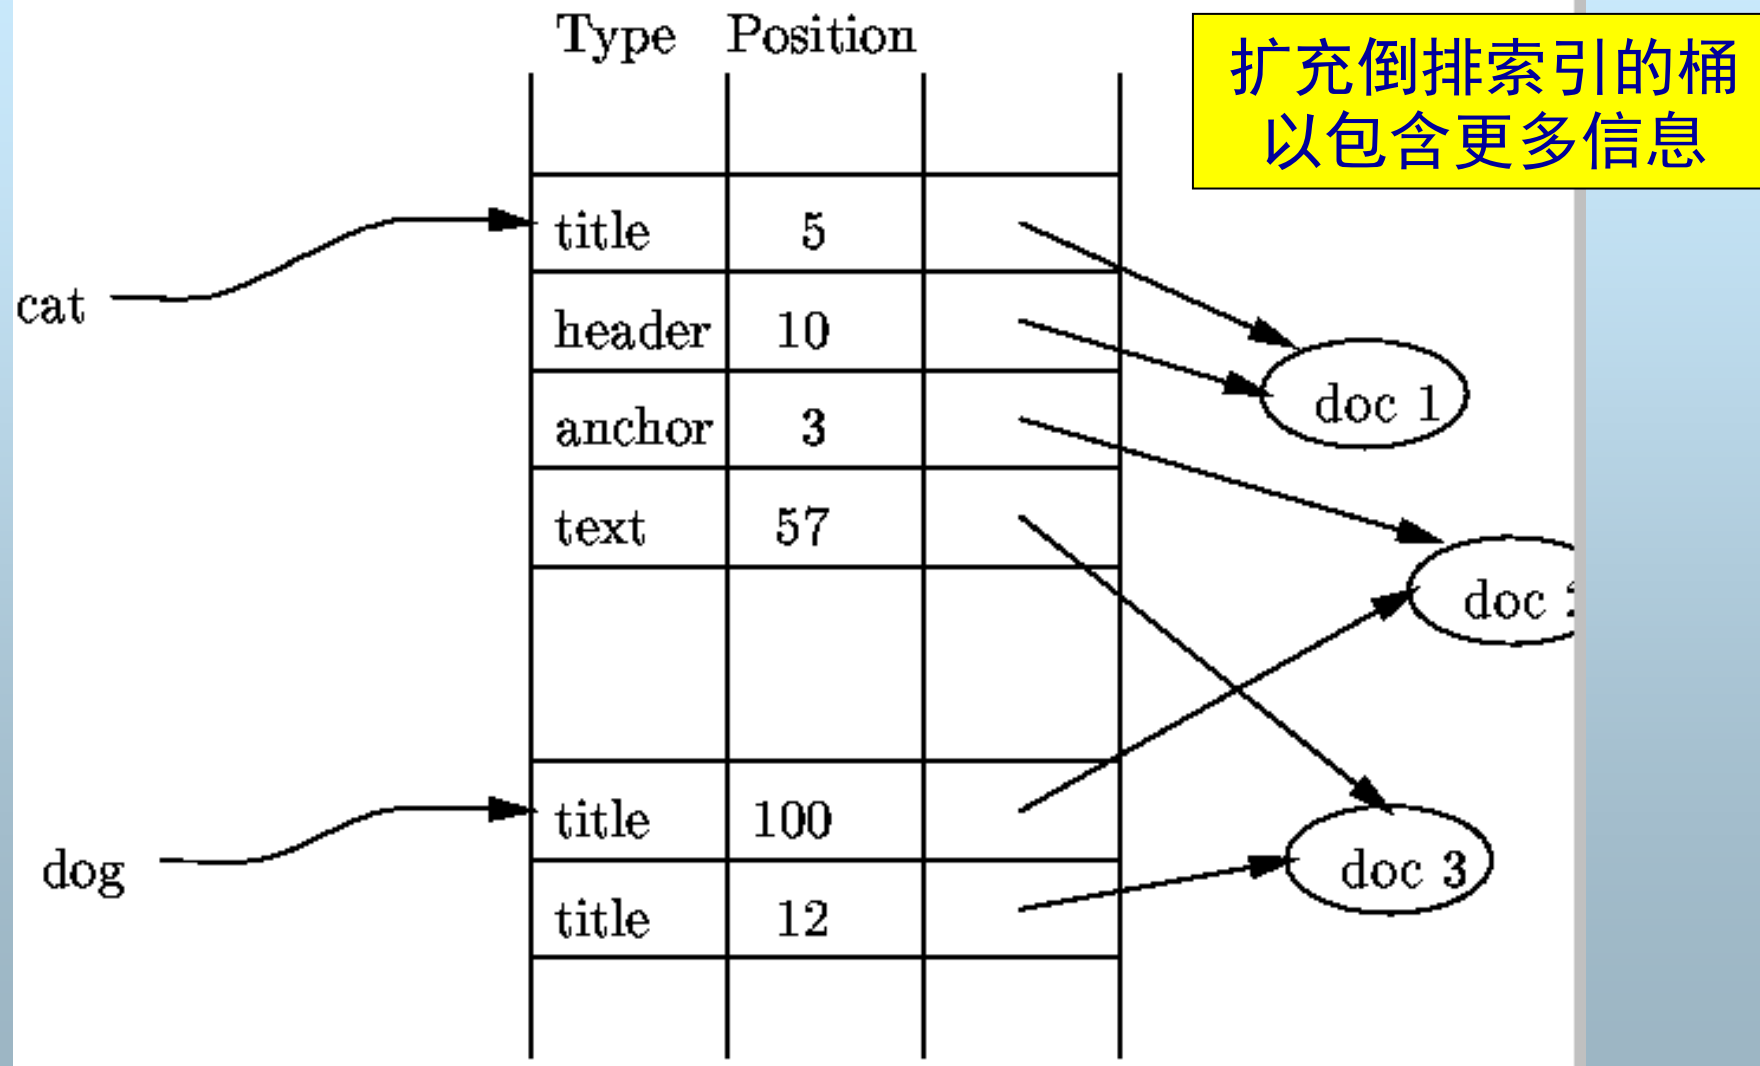 Type Position
扩充倒排索引的桶
以包含更多信息
title 5
cat
header 10
doc 1
anchor 3
text 57
doc
title 100
dog
doc 3
title 12